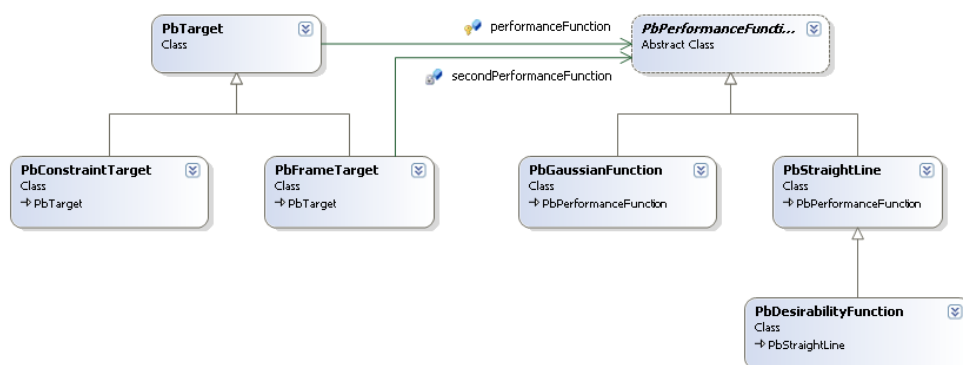 PbTarget
Class
performanceFunction
PbPerformanceFuncti...
Abstract Class
secondPerformanceFunction
PbConstraintTarget
Class
PbTarget
PbFrameTarget
Class
PbTarget
PbGaussianFunction
Class
PbPerformanceFunction
PbStraightLine
Class
PbPerformanceFunction
PbDesirabilityFunction
Class
PbStraightLine